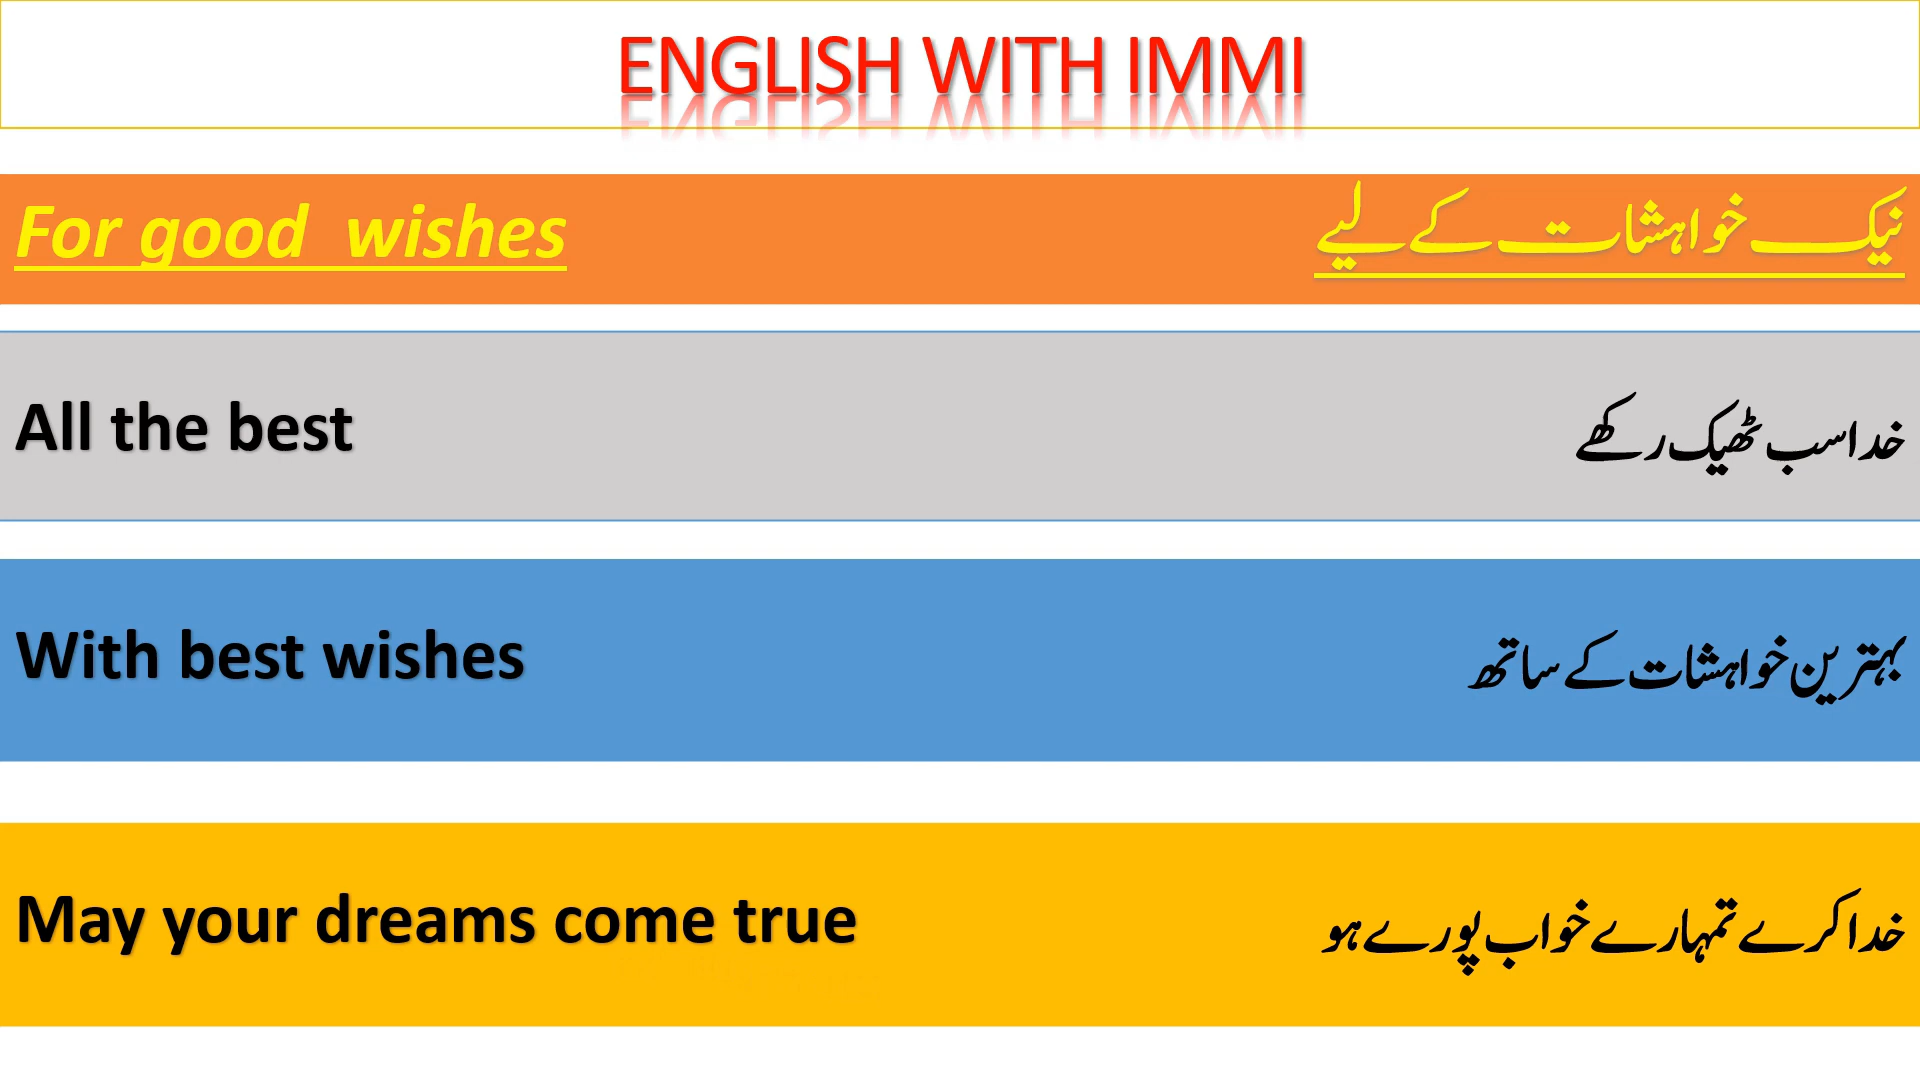 ENGLISH WITH IMMI
For good wishes
نیک خواہشات کے لیے
All the best
خدا سب ٹھیک رکھے
With best wishes
بہترین خواہشات کے ساتھ
May your dreams come true
خدا کرے تمہارے خواب پورے ہو